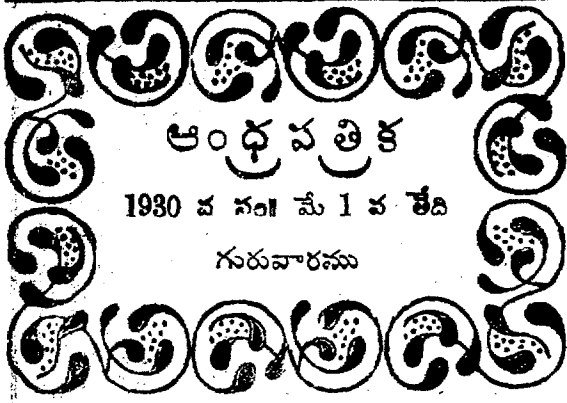 ఆంధ్రపత్రిక
1930 వ సం॥ మే 1 వ తేది
గురువారము